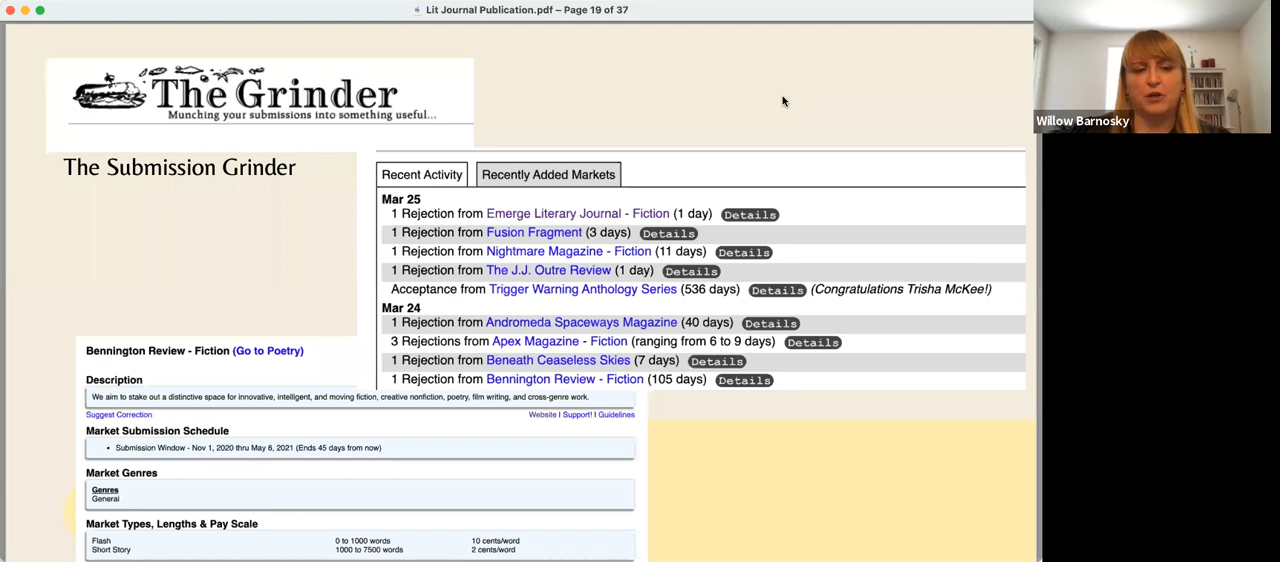 Lit Journal Publication.pdf – Page 19 of 37
Willow Barnosky
The Grinder
Munching your submissions into something useful...
The Submission Grinder
Recent Activity
Recently Added Markets
Mar 25
1 Rejection from Emerge Literary Journal - Fiction (1 day) Details
1 Rejection from Fusion Fragment (3 days) Details
1 Rejection from Nightmare Magazine - Fiction (11 days) Details
1 Rejection from The J.J. Outre Review (1 day) Details
Acceptance from Trigger Warning Anthology Series (536 days) Details (Congratulations Trisha McKee!)
Mar 24
1 Rejection from Andromeda Spaceways Magazine (40 days) Details
3 Rejections from Apex Magazine - Fiction (ranging from 6 to 9 days) Details
1 Rejection from Beneath Ceaseless Skies (7 days) Details
1 Rejection from Bennington Review - Fiction (105 days) Details
Bennington Review - Fiction (Go to Poetry)
Description
We aim to stake out a distinctive space for innovative, intelligent, and moving fiction, creative nonfiction, poetry, film writing, and cross-genre work.
Suggest Correction
Website | Support! | Guidelines
Market Submission Schedule
• Submission Window - Nov 1, 2020 thru May 8, 2021 (Ends 45 days from now)
Market Genres
Genres
General
Market Types, Lengths & Pay Scale
Flash 0 to 1000 words 10 cents/word
Short Story 1000 to 7500 words 2 cents/word